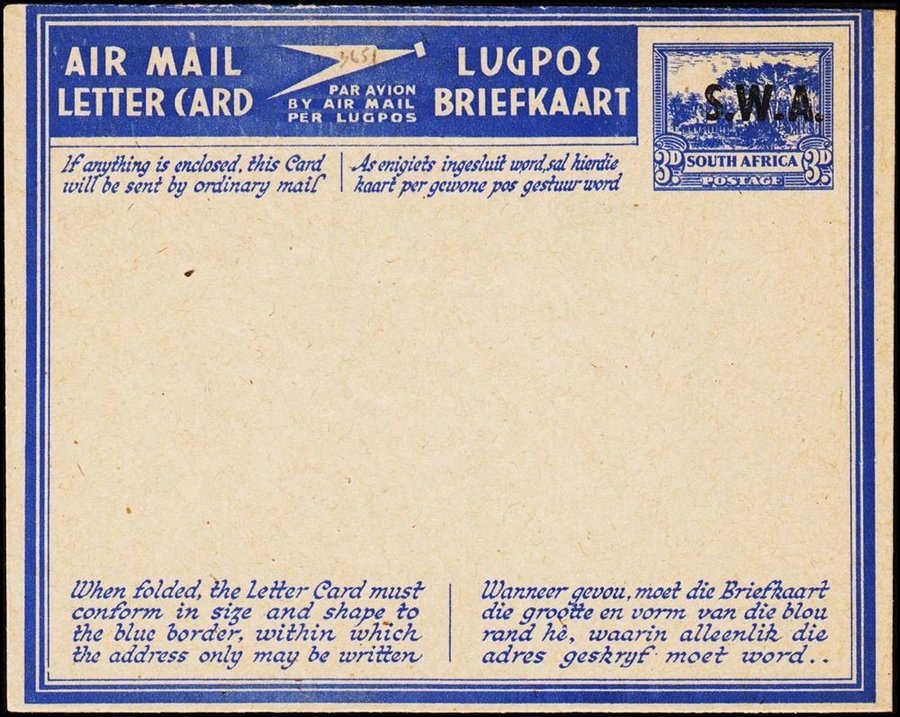 AIR MAIL
LETTER CARD
3651
PAR AVION
BY AIR MAIL
PER LUGPOS
LUGPOS
BRIEFKAART
S.W.A.
3D SOUTH AFRICA 3D
POSTAGE
If anything is enclosed, this Card
will be sent by ordinary mail
As enigiets ingesluit word, sal hierdie
kaart per gewone pos gestuur word
When folded, the Letter Card must
conform in size and shape to
the blue border, within which
the address only may be written
Wanneer gevou, moet die Briefkaart
die grootte en vorm van die blou
rand hê, waarin alleenlik die
adres geskryf moet word..